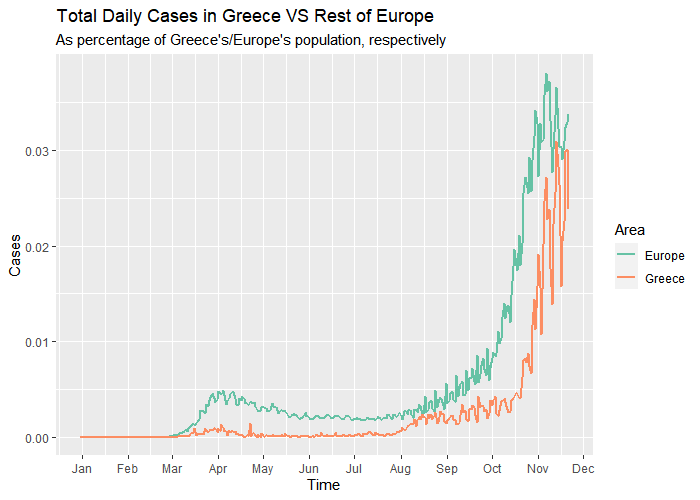 Total Daily Cases in Greece VS Rest of Europe
As percentage of Greece's/Europe's population, respectively
0.03
0.02
0.01
0.00
Cases
Jan Feb Mar Apr May Jun Jul Aug Sep Oct Nov Dec
Time
Area
Europe
Greece